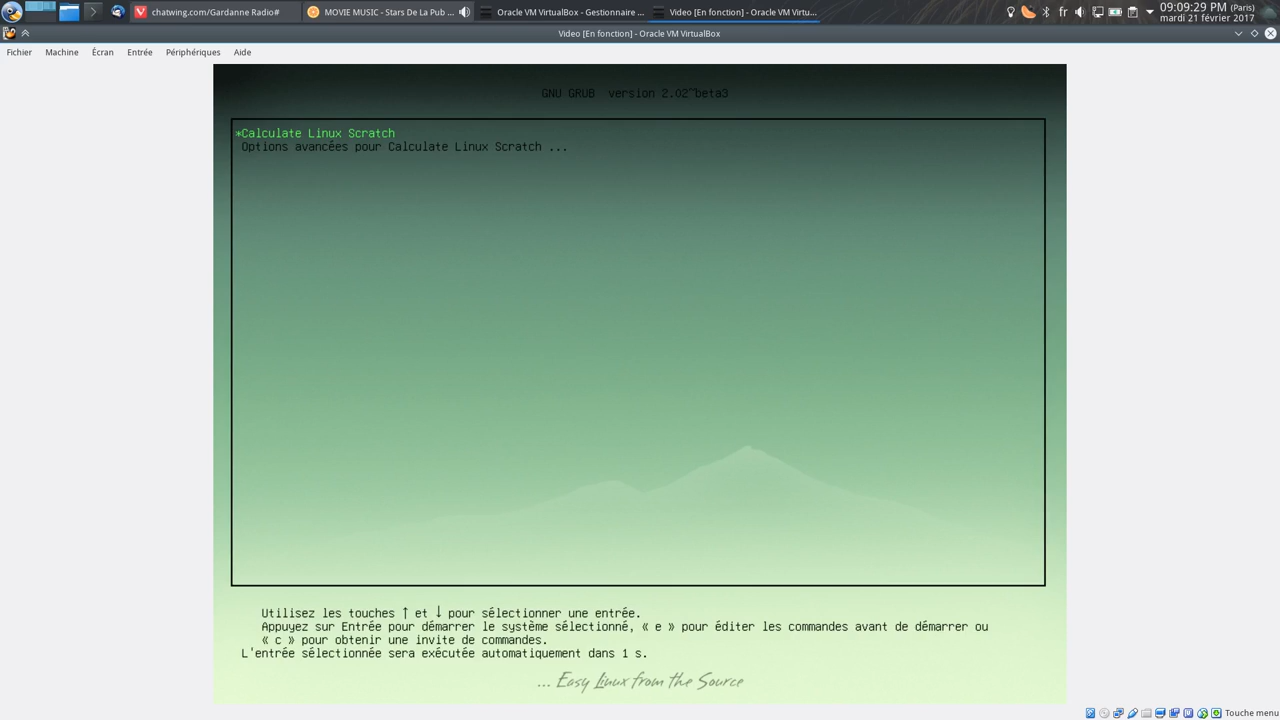 chatwing.com/Gardanne Radio#
MOVIE MUSIC - Stars De La Pub ...
Oracle VM VirtualBox - Gestionnaire ...
Video [En fonction] - Oracle VM Virtu...
fr
09:09:29 PM (Paris)
mardi 21 février 2017
Video [En fonction] - Oracle VM VirtualBox
Fichier Machine Écran Entrée Périphériques Aide
GNU GRUB version 2.02~beta3
*Calculate Linux Scratch
Options avancées pour Calculate Linux Scratch ...
Utilisez les touches ↑ et ↓ pour sélectionner une entrée.
Appuyez sur Entrée pour démarrer le système sélectionné, « e » pour éditer les commandes avant de démarrer ou
« c » pour obtenir une invite de commandes.
L'entrée sélectionnée sera exécutée automatiquement dans 1 s.
... Easy Linux from the Source
Touche menu